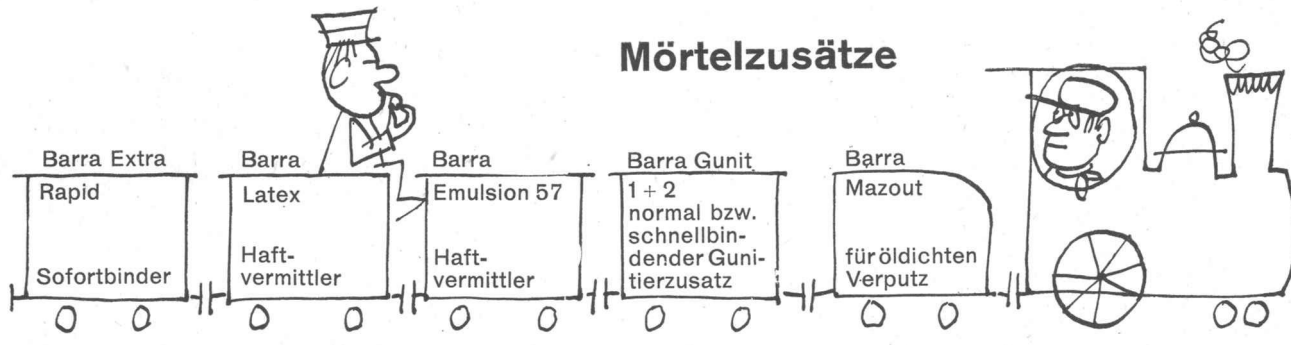 Mörtelzusätze
Barra Extra
Rapid
Sofortbinder
Barra
Latex
Haft-
vermittler
Barra
Emulsion 57
Haft-
vermittler
Barra Gunit
1 + 2
normal bzw.
schnellbin-
dender Guni-
tierzusatz
Barra
Mazout
für öldichten
Verputz